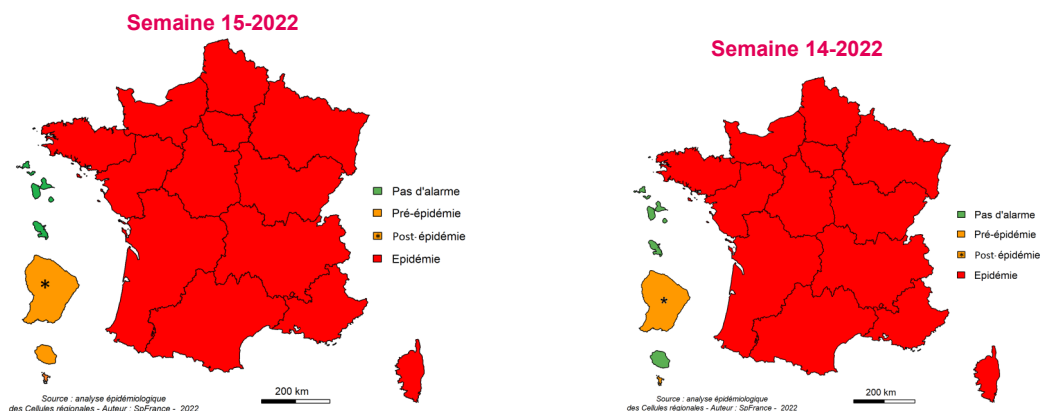 Semaine 15-2022
Pas d'alarme
Pré-épidémie
Post-épidémie
Epidémie
200 km
Source : analyse épidémiologique
des Cellules régionales - Auteur : SpFrance - 2022
Semaine 14-2022
Pas d'alarme
Pré-épidémie
Post-épidémie
Epidémie
200 km
Source : analyse épidémiologique
des Cellules régionales - Auteur : SpFrance - 2022